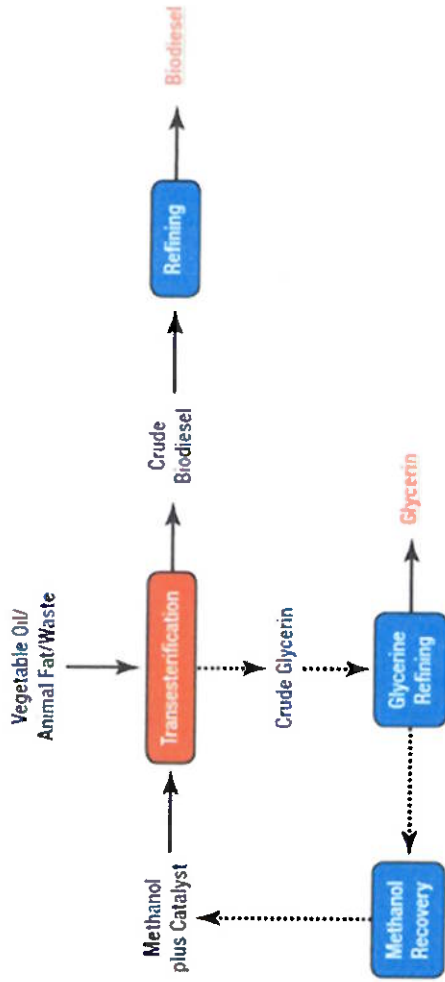 Vegetable Oil/
Animal Fat/Waste
Methanol
plus Catalyst
Transesterification
Crude
Biodiesel
Refining
Biodiesel
Crude Glycerin
Methanol
Recovery
Glycerine
Refining
Glycerin